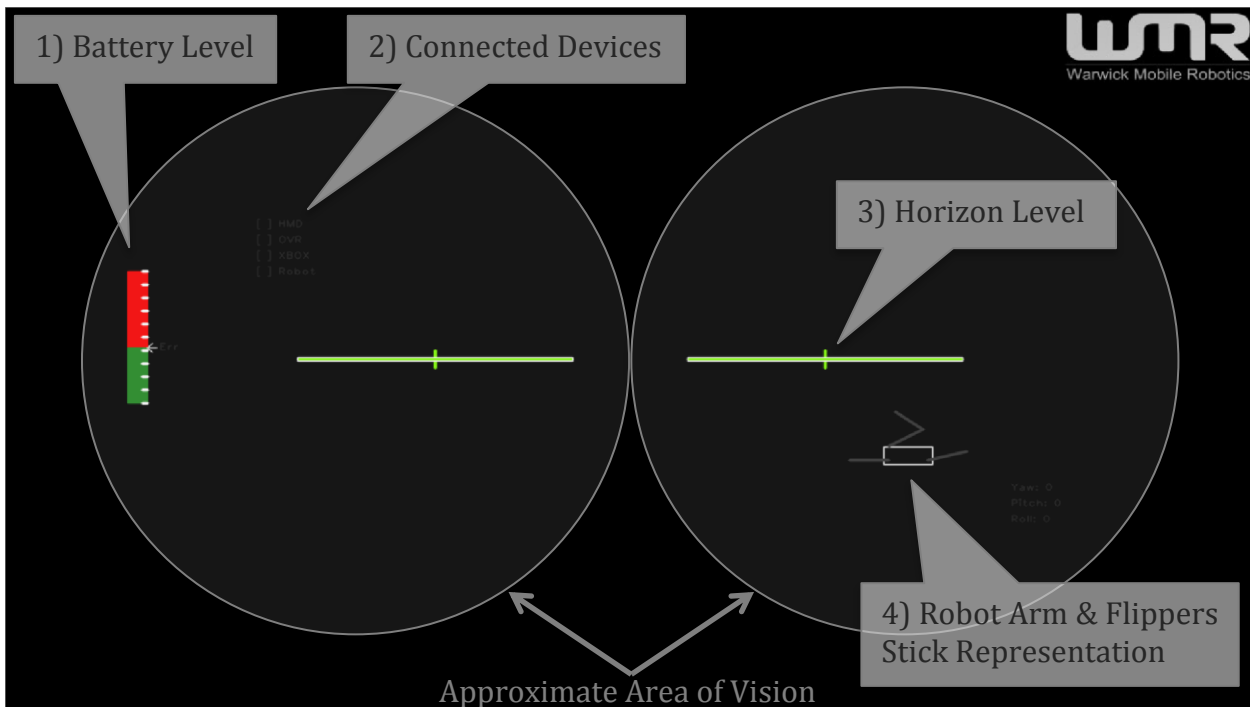 1) Battery Level
2) Connected Devices
WMR
Warwick Mobile Robotics
[ ] HMD
[ ] OVR
[ ] XBOX
[ ] Robot
3) Horizon Level
Err
Yaw: 0
Pitch: 0
Roll: 0
4) Robot Arm & Flippers
Stick Representation
Approximate Area of Vision